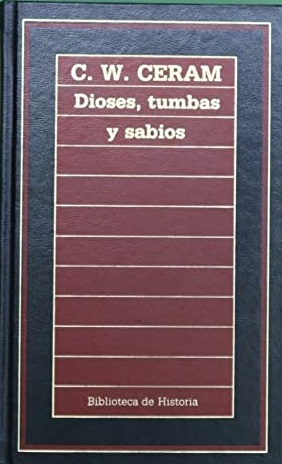 C. W. CERAM
Dioses, tumbas
y sabios
Biblioteca de Historia